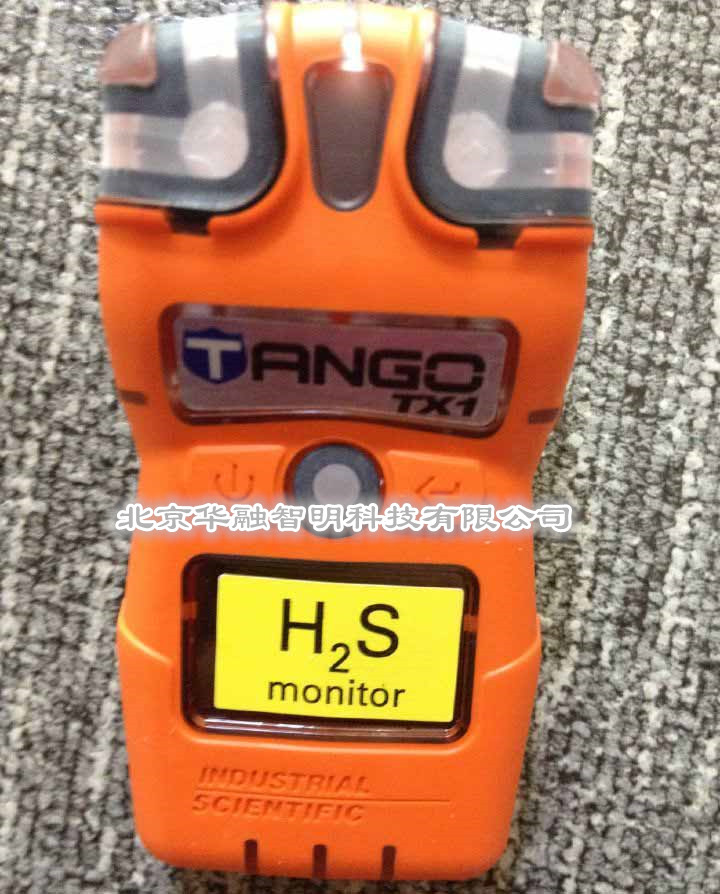 TANGO
TX1
北京华融智明科技有限公司
H₂S
monitor
INDUSTRIAL
SCIENTIFIC